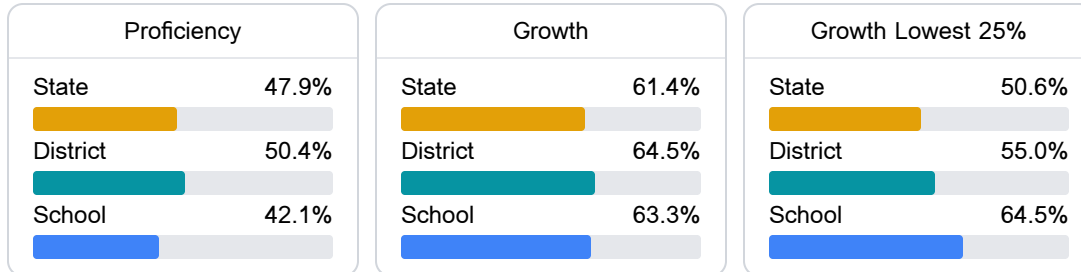 Proficiency
State 47.9%
District 50.4%
School 42.1%
Growth
State 61.4%
District 64.5%
School 63.3%
Growth Lowest 25%
State 50.6%
District 55.0%
School 64.5%